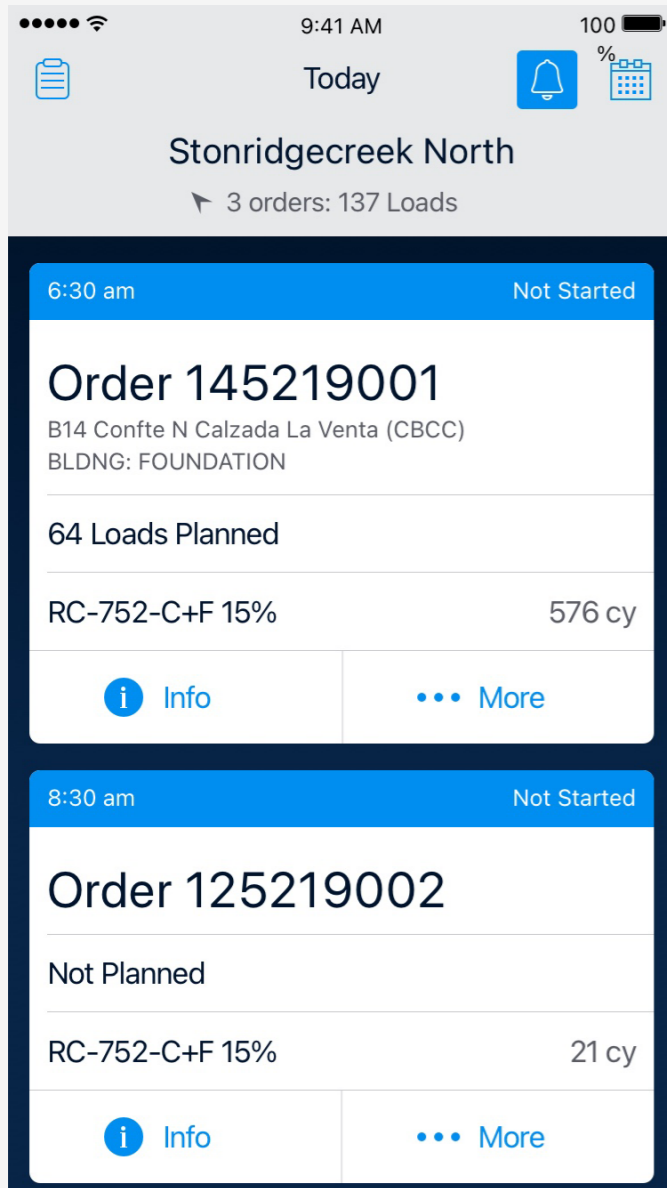 9:41 AM
100
%
Today
Stonridgecreek North
3 orders: 137 Loads
6:30 am Not Started
Order 145219001
B14 Confte N Calzada La Venta (CBCC)
BLDNG: FOUNDATION
64 Loads Planned
RC-752-C+F 15% 576 cy
i Info ••• More
8:30 am Not Started
Order 125219002
Not Planned
RC-752-C+F 15% 21 cy
i Info ••• More